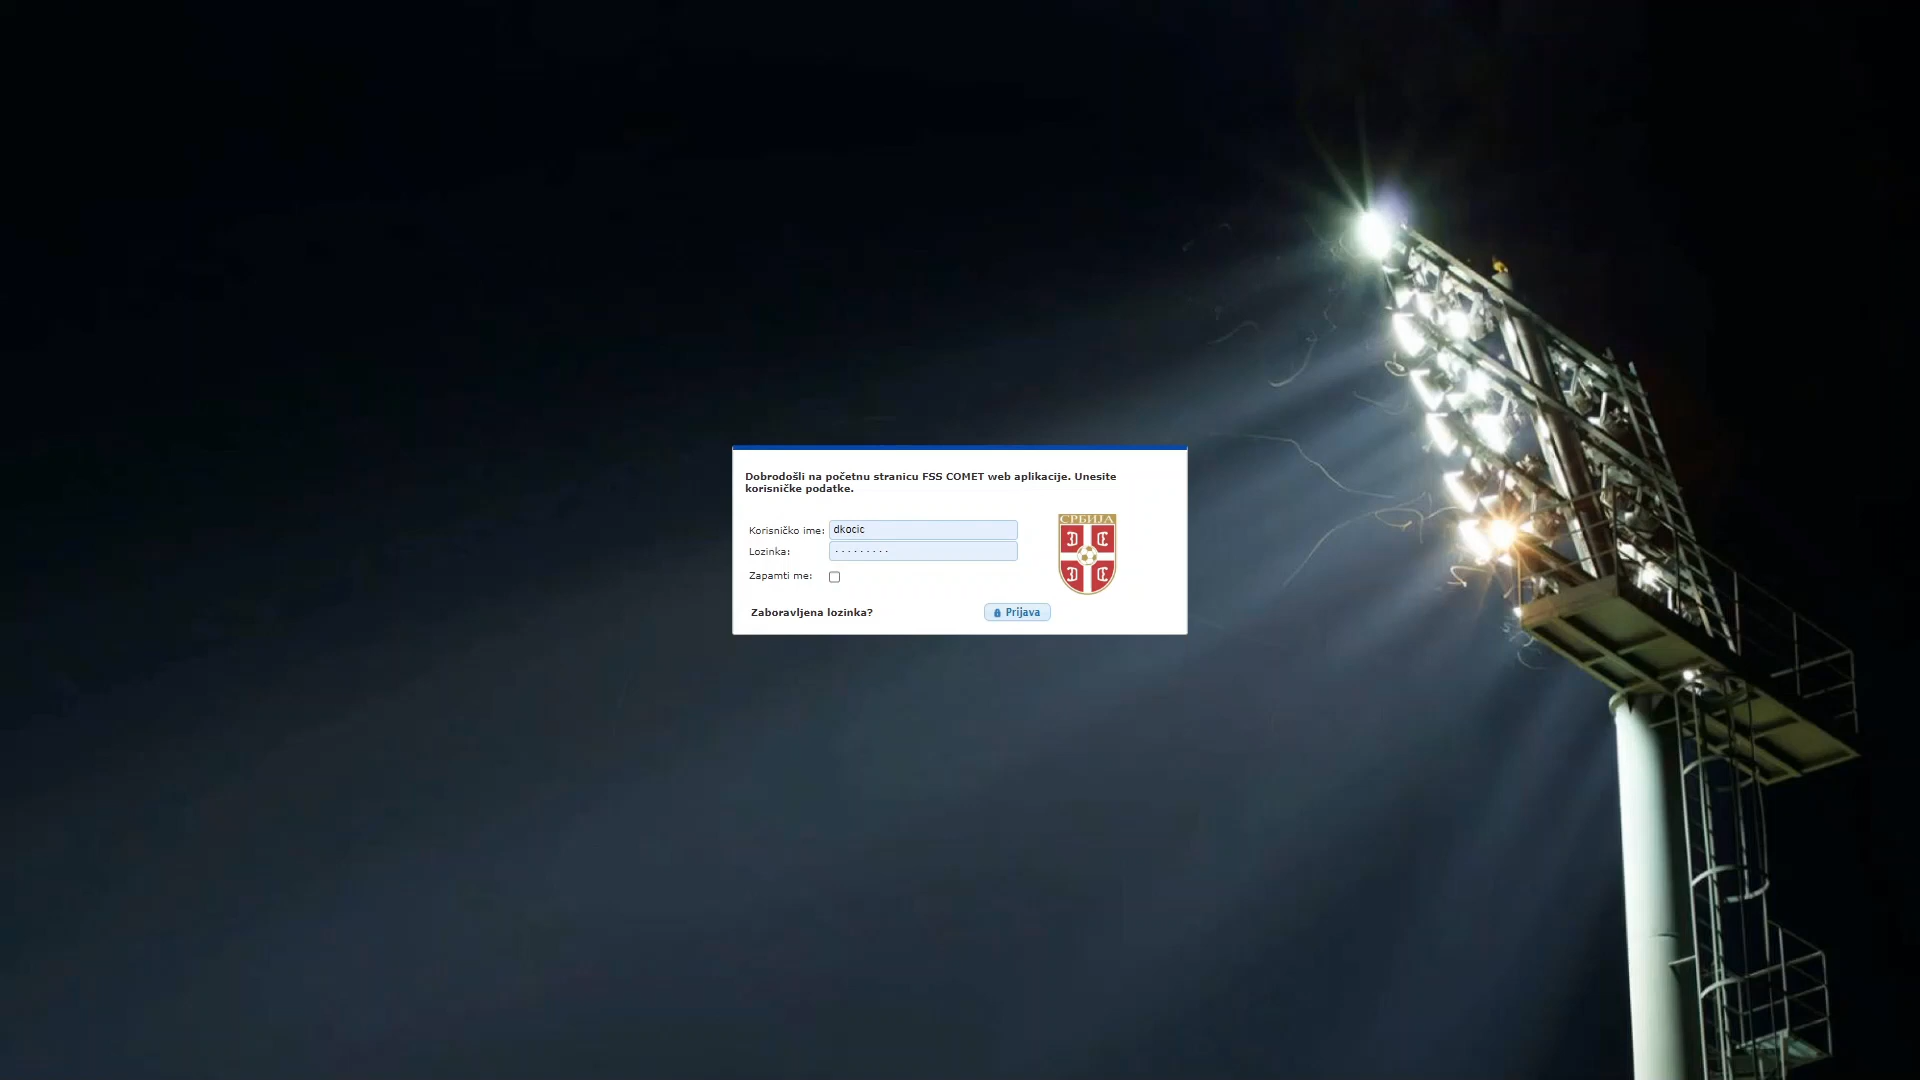 Dobrodošli na početnu stranicu FSS COMET web aplikacije. Unesite
korisničke podatke.
Korisničko ime: dkocic
Lozinka: ·········
СРБИЈА
Zapamti me:
Zaboravljena lozinka?
Prijava